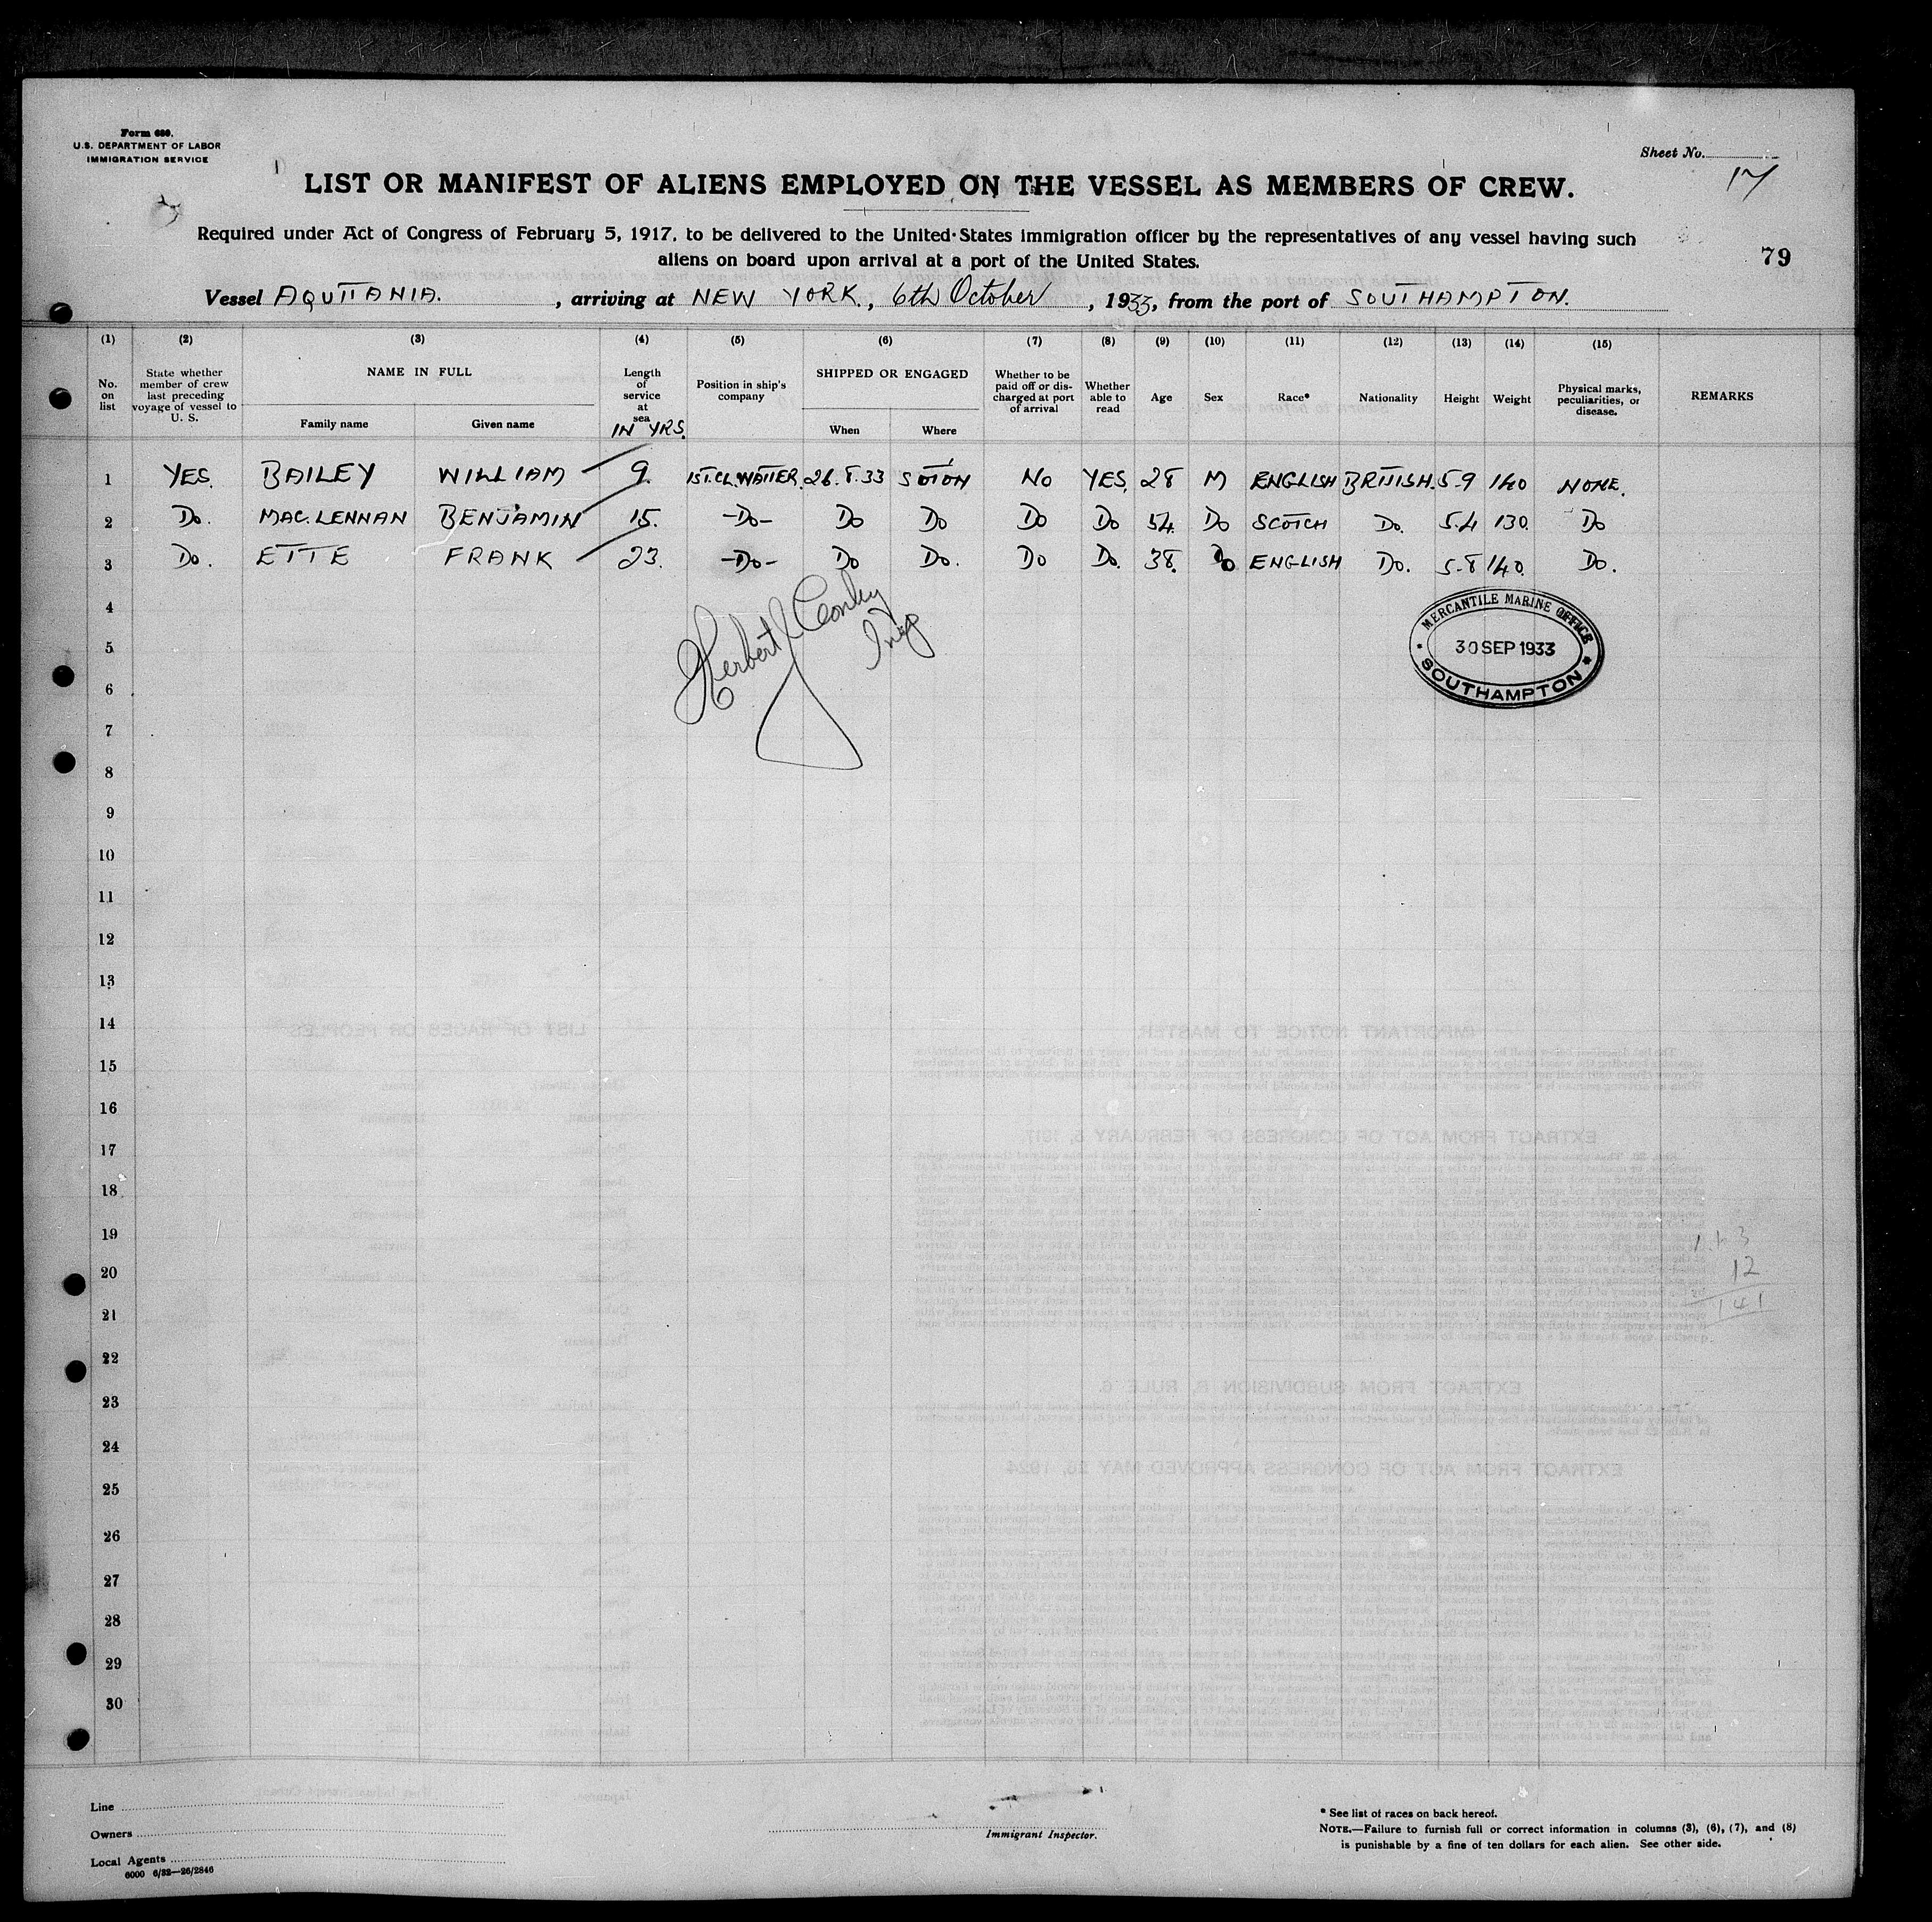 Form 680.
U.S. DEPARTMENT OF LABOR
IMMIGRATION SERVICE
Sheet No.
17
LIST OR MANIFEST OF ALIENS EMPLOYED ON THE VESSEL AS MEMBERS OF CREW.
Required under Act of Congress of February 5, 1917, to be delivered to the United States immigration officer by the representatives of any vessel having such
aliens on board upon arrival at a port of the United States.
79
Vessel AQUITANIA. , arriving at NEW YORK, 6th October , 1933, from the port of SOUTHAMPTON.
(1) (2) (3) (4) (5) (6) (7) (8) (9) (10) (11) (12) (13) (14) (15)
No. on list State whether member of crew last preceding voyage of vessel to U. S. NAME IN FULL Family name Given name Length of service at sea IN YRS. Position in ship's company SHIPPED OR ENGAGED When Where Whether to be paid off or discharged at port of arrival Whether able to read Age Sex Race* Nationality Height Weight Physical marks, peculiarities, or disease. REMARKS
1 YES. BAILEY WILLIAM 9. 1ST.CL.WAITER. 26.8.33 SOTON NO YES. 28 M ENGLISH BRITISH. 5-9 140 NONE.
2 DO. MAC.LENNAN BENJAMIN 15. -DO- DO DO DO DO 54. DO SCOTCH DO. 5.4 130. DO
3 DO. ETTE FRANK 23. -DO- DO DO. DO DO. 38. DO ENGLISH DO. 5-8 140. DO.
4
Herbert J Conley
Insp
MERCANTILE MARINE OFFICE
30 SEP 1933
SOUTHAMPTON
5
6
7
8
9
10
11
12
13
14
15
16
17
18
19
20
12
21
141
22
23
24
25
26
27
28
29
30
Line
Owners
Local Agents
6000 6/32—26/2846
Immigrant Inspector.
* See list of races on back hereof.
NOTE.—Failure to furnish full or correct information in columns (3), (6), (7), and (8)
is punishable by a fine of ten dollars for each alien. See other side.